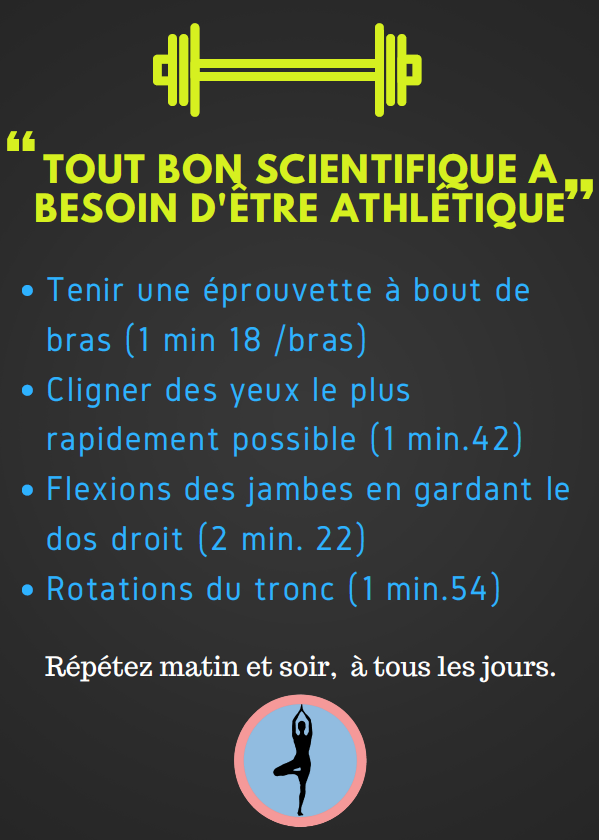 “ TOUT BON SCIENTIFIQUE A
BESOIN D'ÊTRE ATHLÉTIQUE”
• Tenir une éprouvette à bout de
bras (1 min 18 /bras)
• Cligner des yeux le plus
rapidement possible (1 min.42)
• Flexions des jambes en gardant le
dos droit (2 min. 22)
• Rotations du tronc (1 min.54)
Répétez matin et soir, à tous les jours.